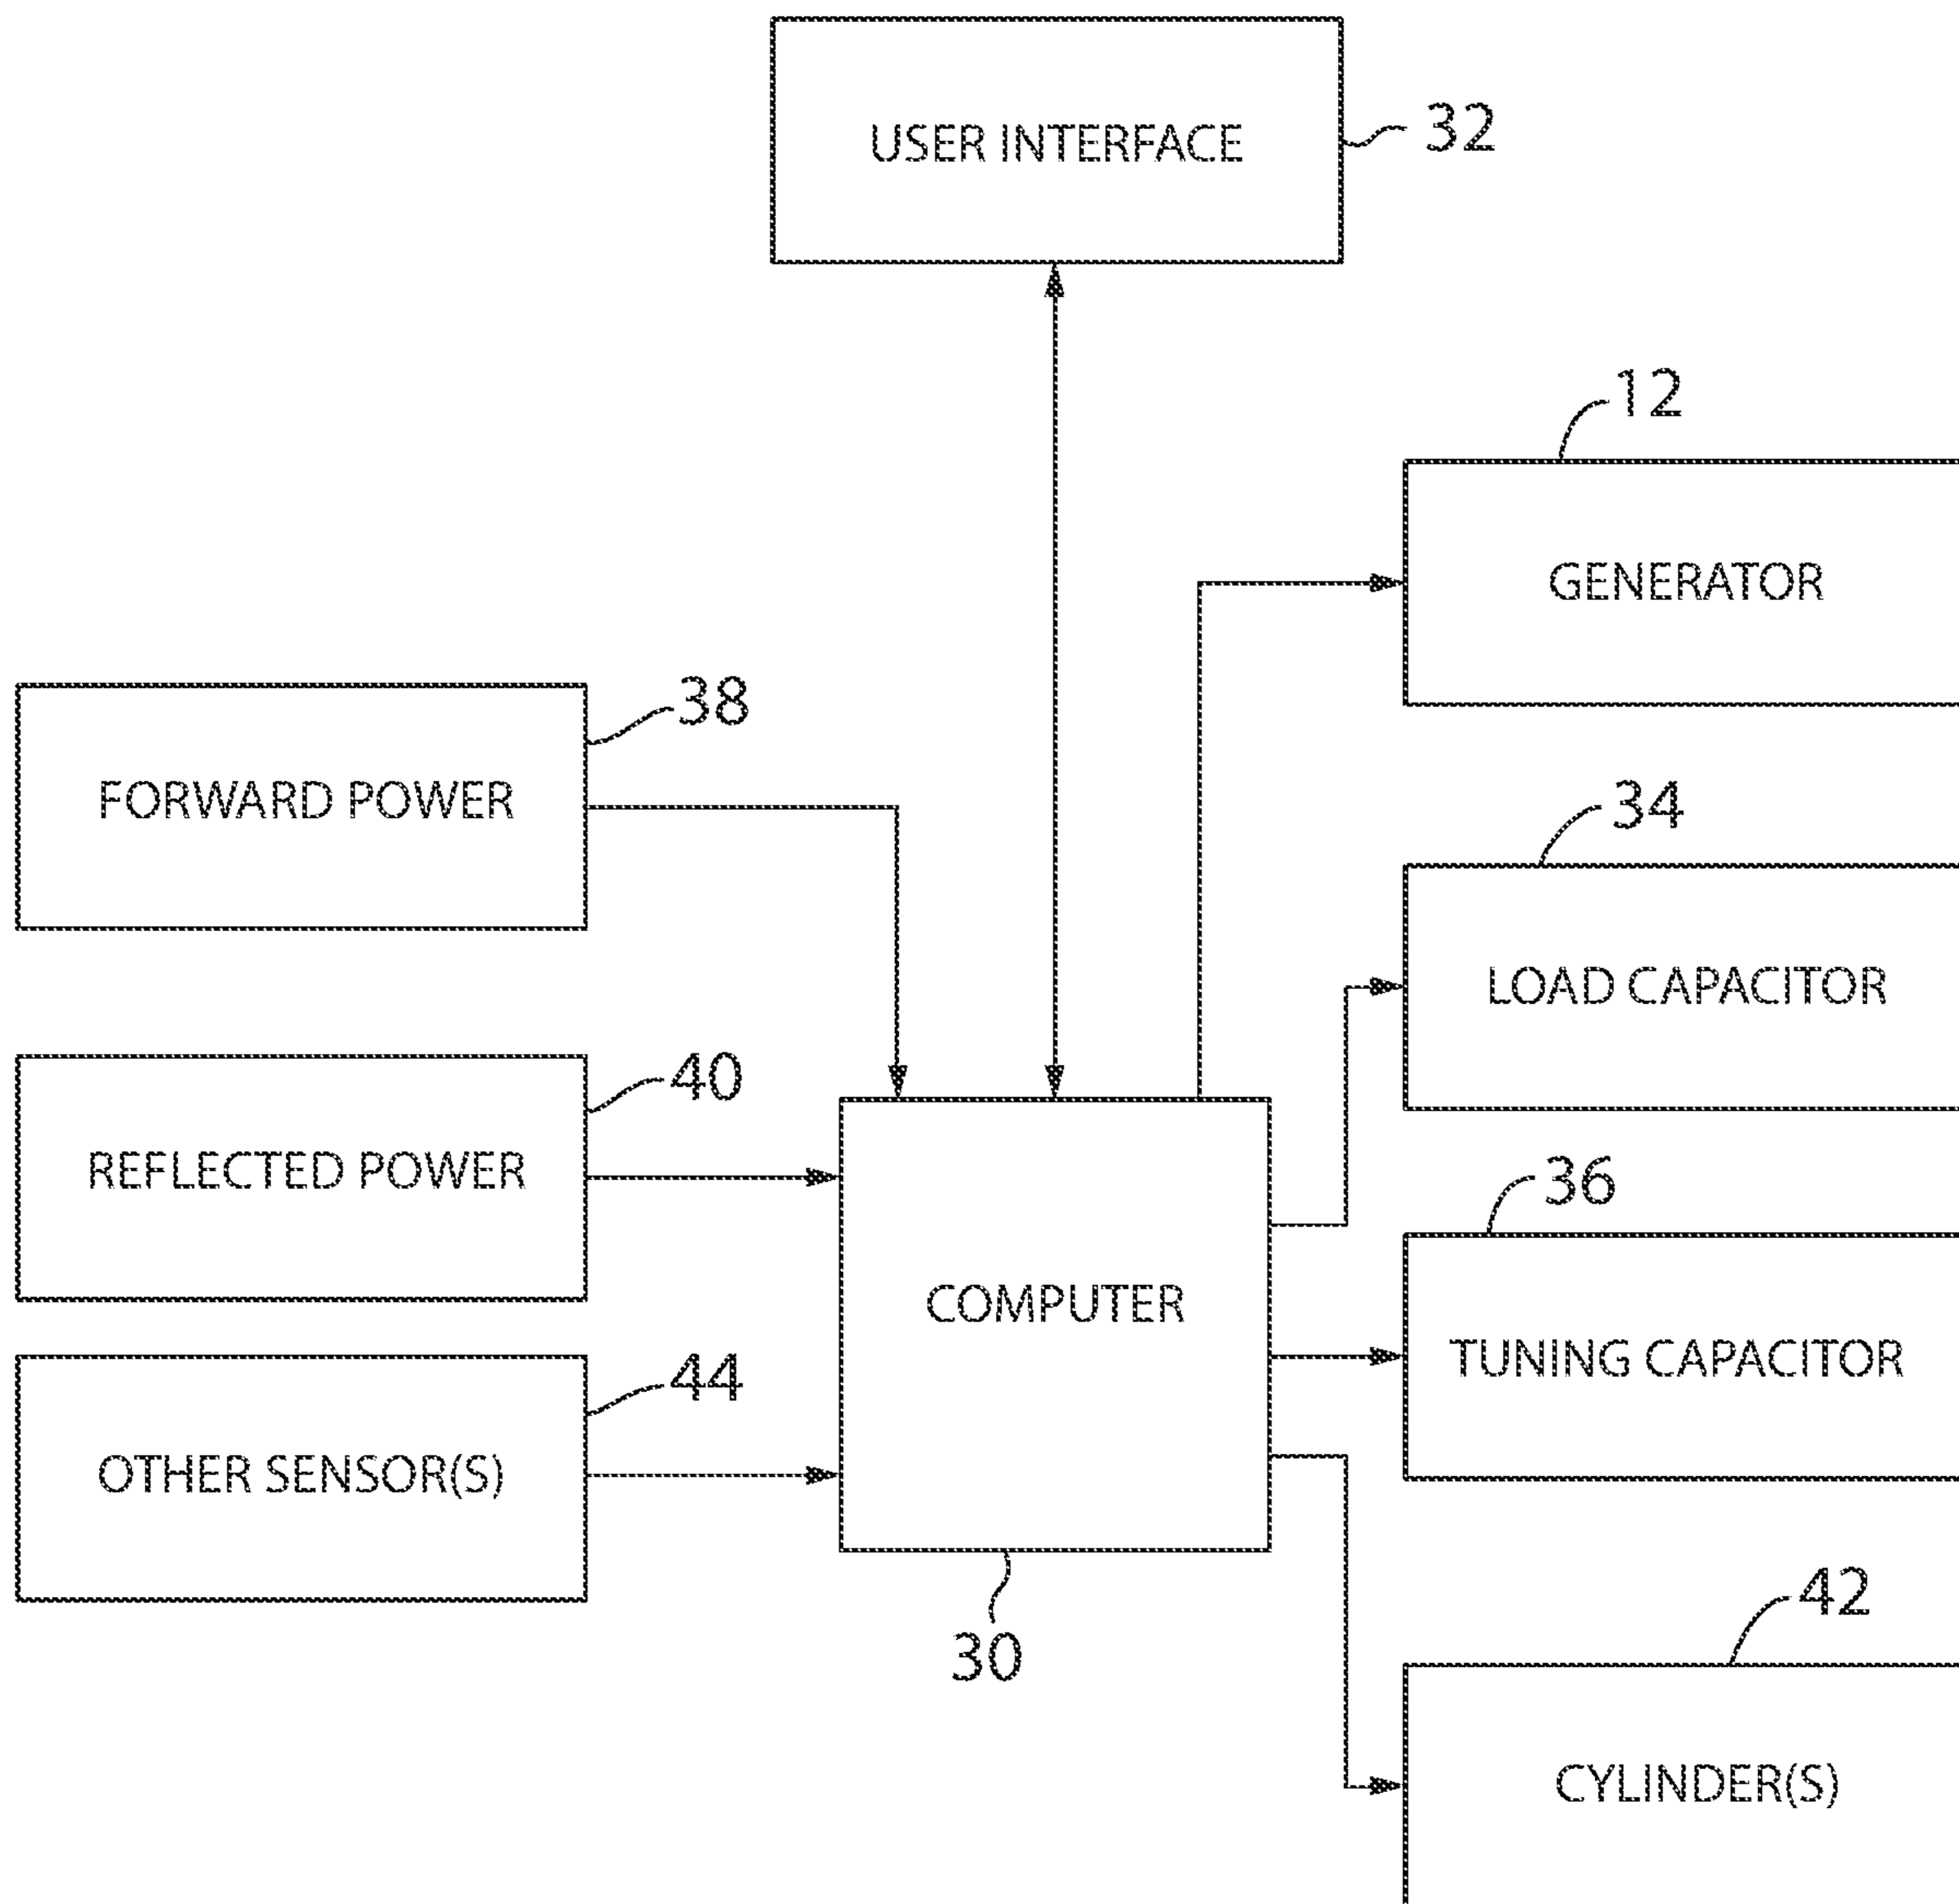 USER INTERFACE
32
12
GENERATOR
38
FORWARD POWER
34
LOAD CAPACITOR
40
REFLECTED POWER
36
TUNING CAPACITOR
COMPUTER
44
OTHER SENSOR(S)
30
42
CYLINDER(S)